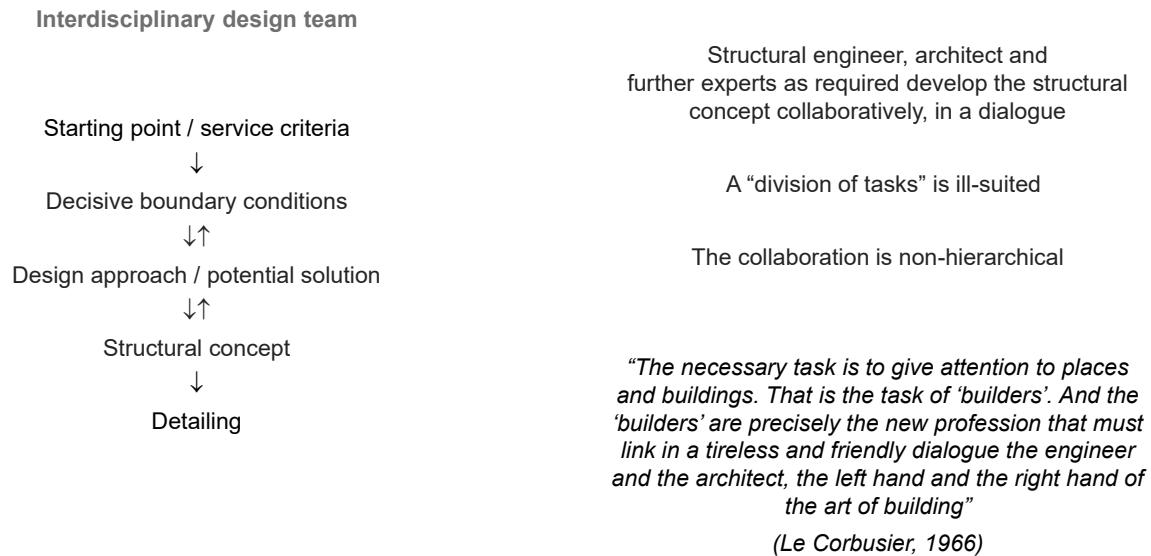 Interdisciplinary design team
Starting point / service criteria
↓
Decisive boundary conditions
↓↑
Design approach / potential solution
↓↑
Structural concept
↓
Detailing
Structural engineer, architect and
further experts as required develop the structural
concept collaboratively, in a dialogue
A “division of tasks” is ill-suited
The collaboration is non-hierarchical
“The necessary task is to give attention to places
and buildings. That is the task of ‘builders’. And the
‘builders’ are precisely the new profession that must
link in a tireless and friendly dialogue the engineer
and the architect, the left hand and the right hand of
the art of building”
(Le Corbusier, 1966)